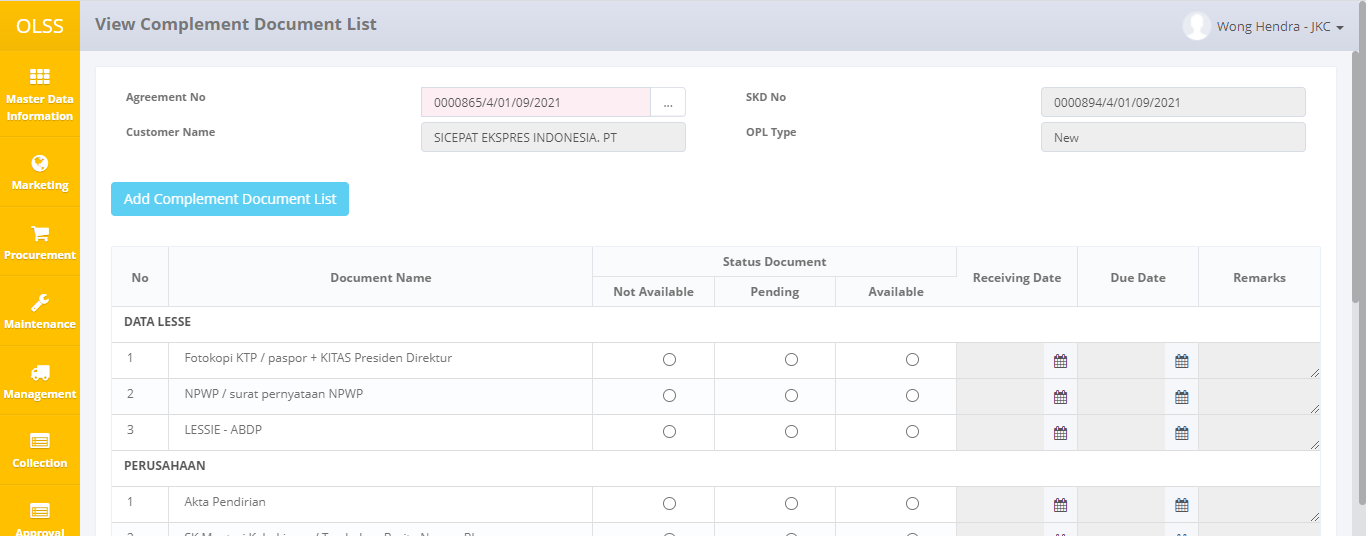 OLSS
View Complement Document List
Wong Hendra - JKC
Master Data
Information
Marketing
Procurement
Maintenance
Management
Collection
Approval
Agreement No
0000865/4/01/09/2021
...
SKD No
0000894/4/01/09/2021
Customer Name
SICEPAT EKSPRES INDONESIA. PT
OPL Type
New
Add Complement Document List
No
Document Name
Status Document
Not Available
Pending
Available
Receiving Date
Due Date
Remarks
DATA LESSE
1 Fotokopi KTP / paspor + KITAS Presiden Direktur
2 NPWP / surat pernyataan NPWP
3 LESSIE - ABDP
PERUSAHAAN
1 Akta Pendirian